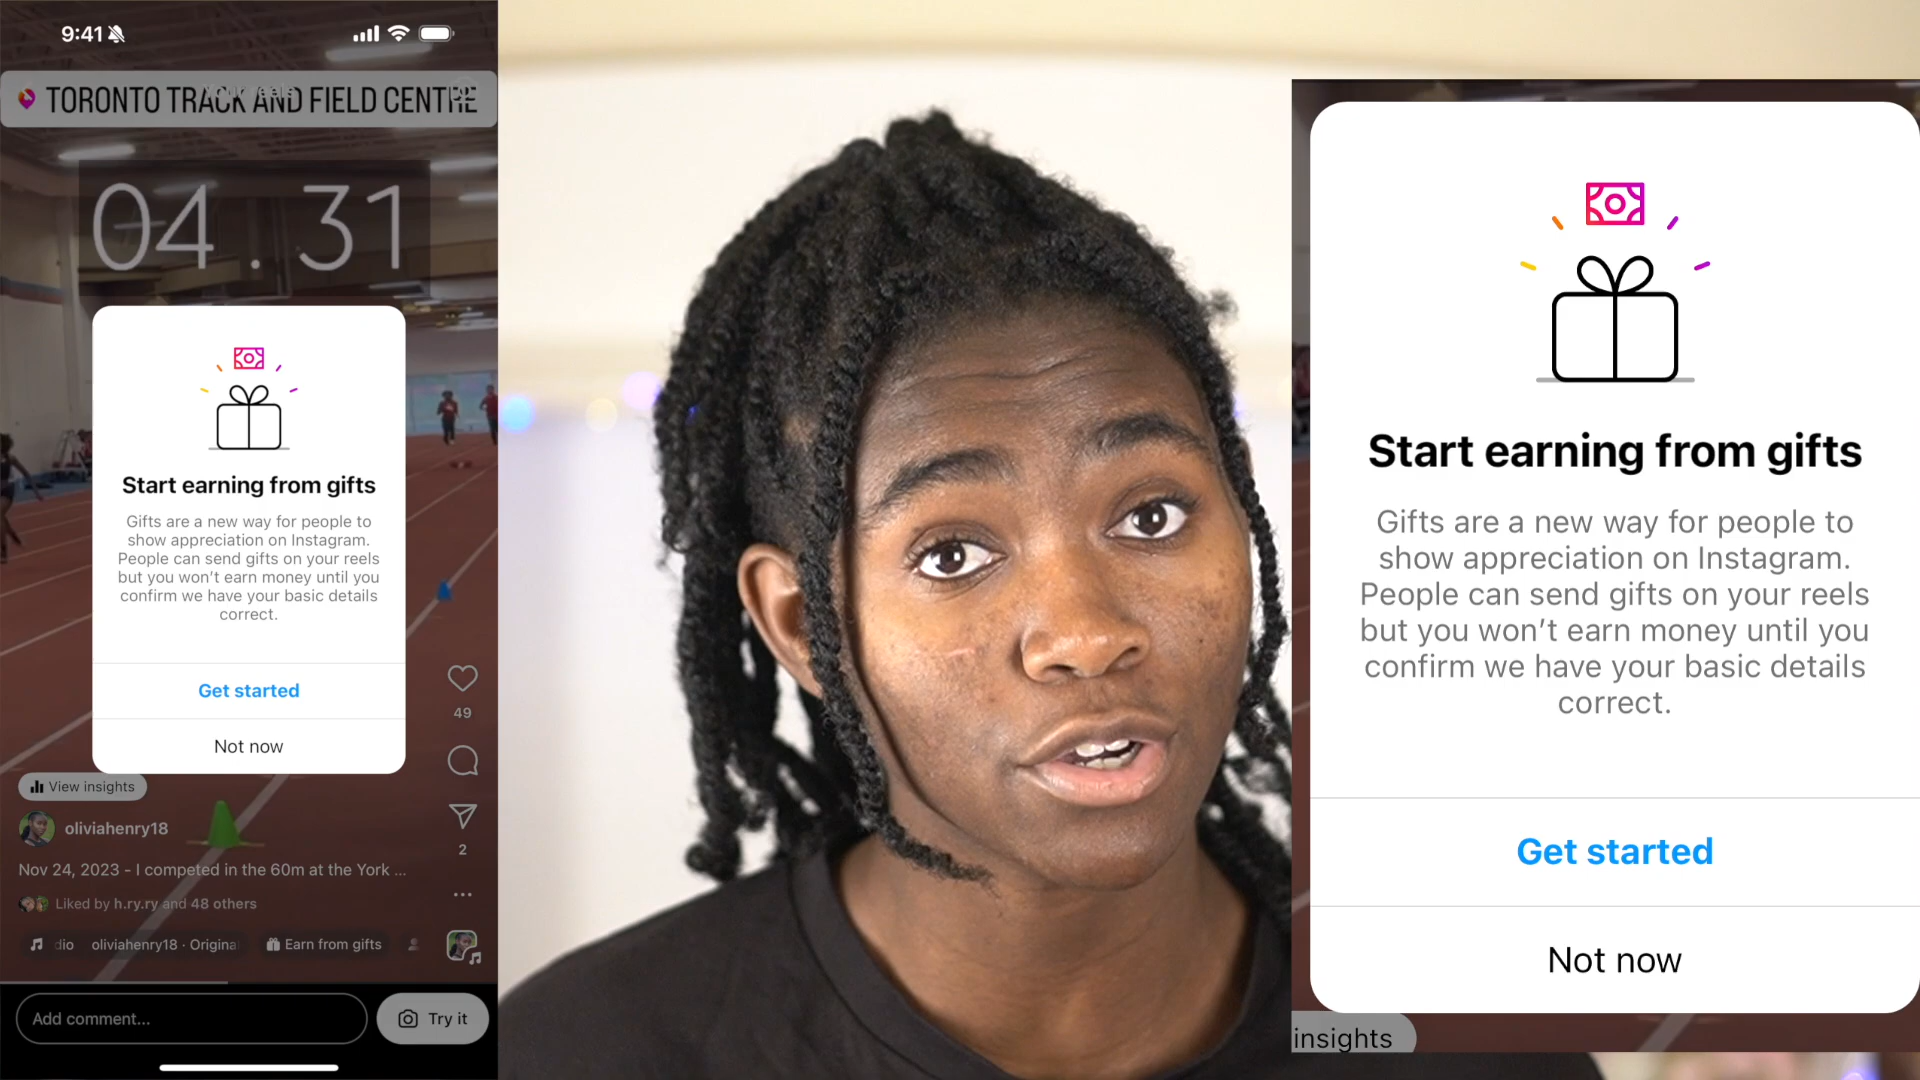 9:41
TORONTO TRACK AND FIELD CENTRE
04.31
Start earning from gifts
Gifts are a new way for people to
show appreciation on Instagram.
People can send gifts on your reels
but you won't earn money until you
confirm we have your basic details
correct.
Get started
Not now
View insights
oliviahenry18
Nov 24, 2023 - I competed in the 60m at the York ...
Liked by h.ry.ry and 48 others
dio oliviahenry18 · Origina
Earn from gifts
49
2
Add comment...
Try it
Start earning from gifts
Gifts are a new way for people to
show appreciation on Instagram.
People can send gifts on your reels
but you won't earn money until you
confirm we have your basic details
correct.
Get started
Not now
insights